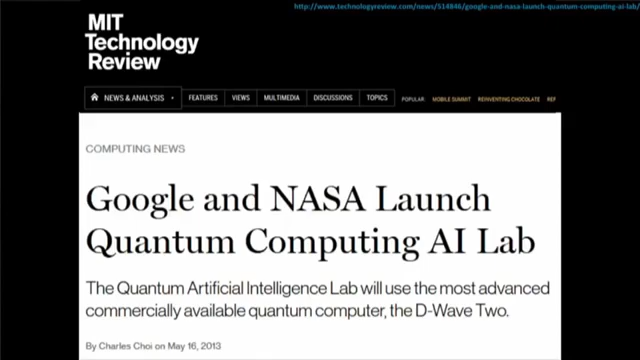 http://www.technologyreview.com/news/514846/google-and-nasa-launch-quantum-computing-ai-lab/
MIT
Technology
Review
NEWS & ANALYSIS FEATURES VIEWS MULTIMEDIA DISCUSSIONS TOPICS POPULAR: MOBILE SUMMIT REINVENTING CHOCOLATE REF
COMPUTING NEWS
Google and NASA Launch
Quantum Computing AI Lab
The Quantum Artificial Intelligence Lab will use the most advanced
commercially available quantum computer, the D-Wave Two.
By Charles Choi on May 16, 2013